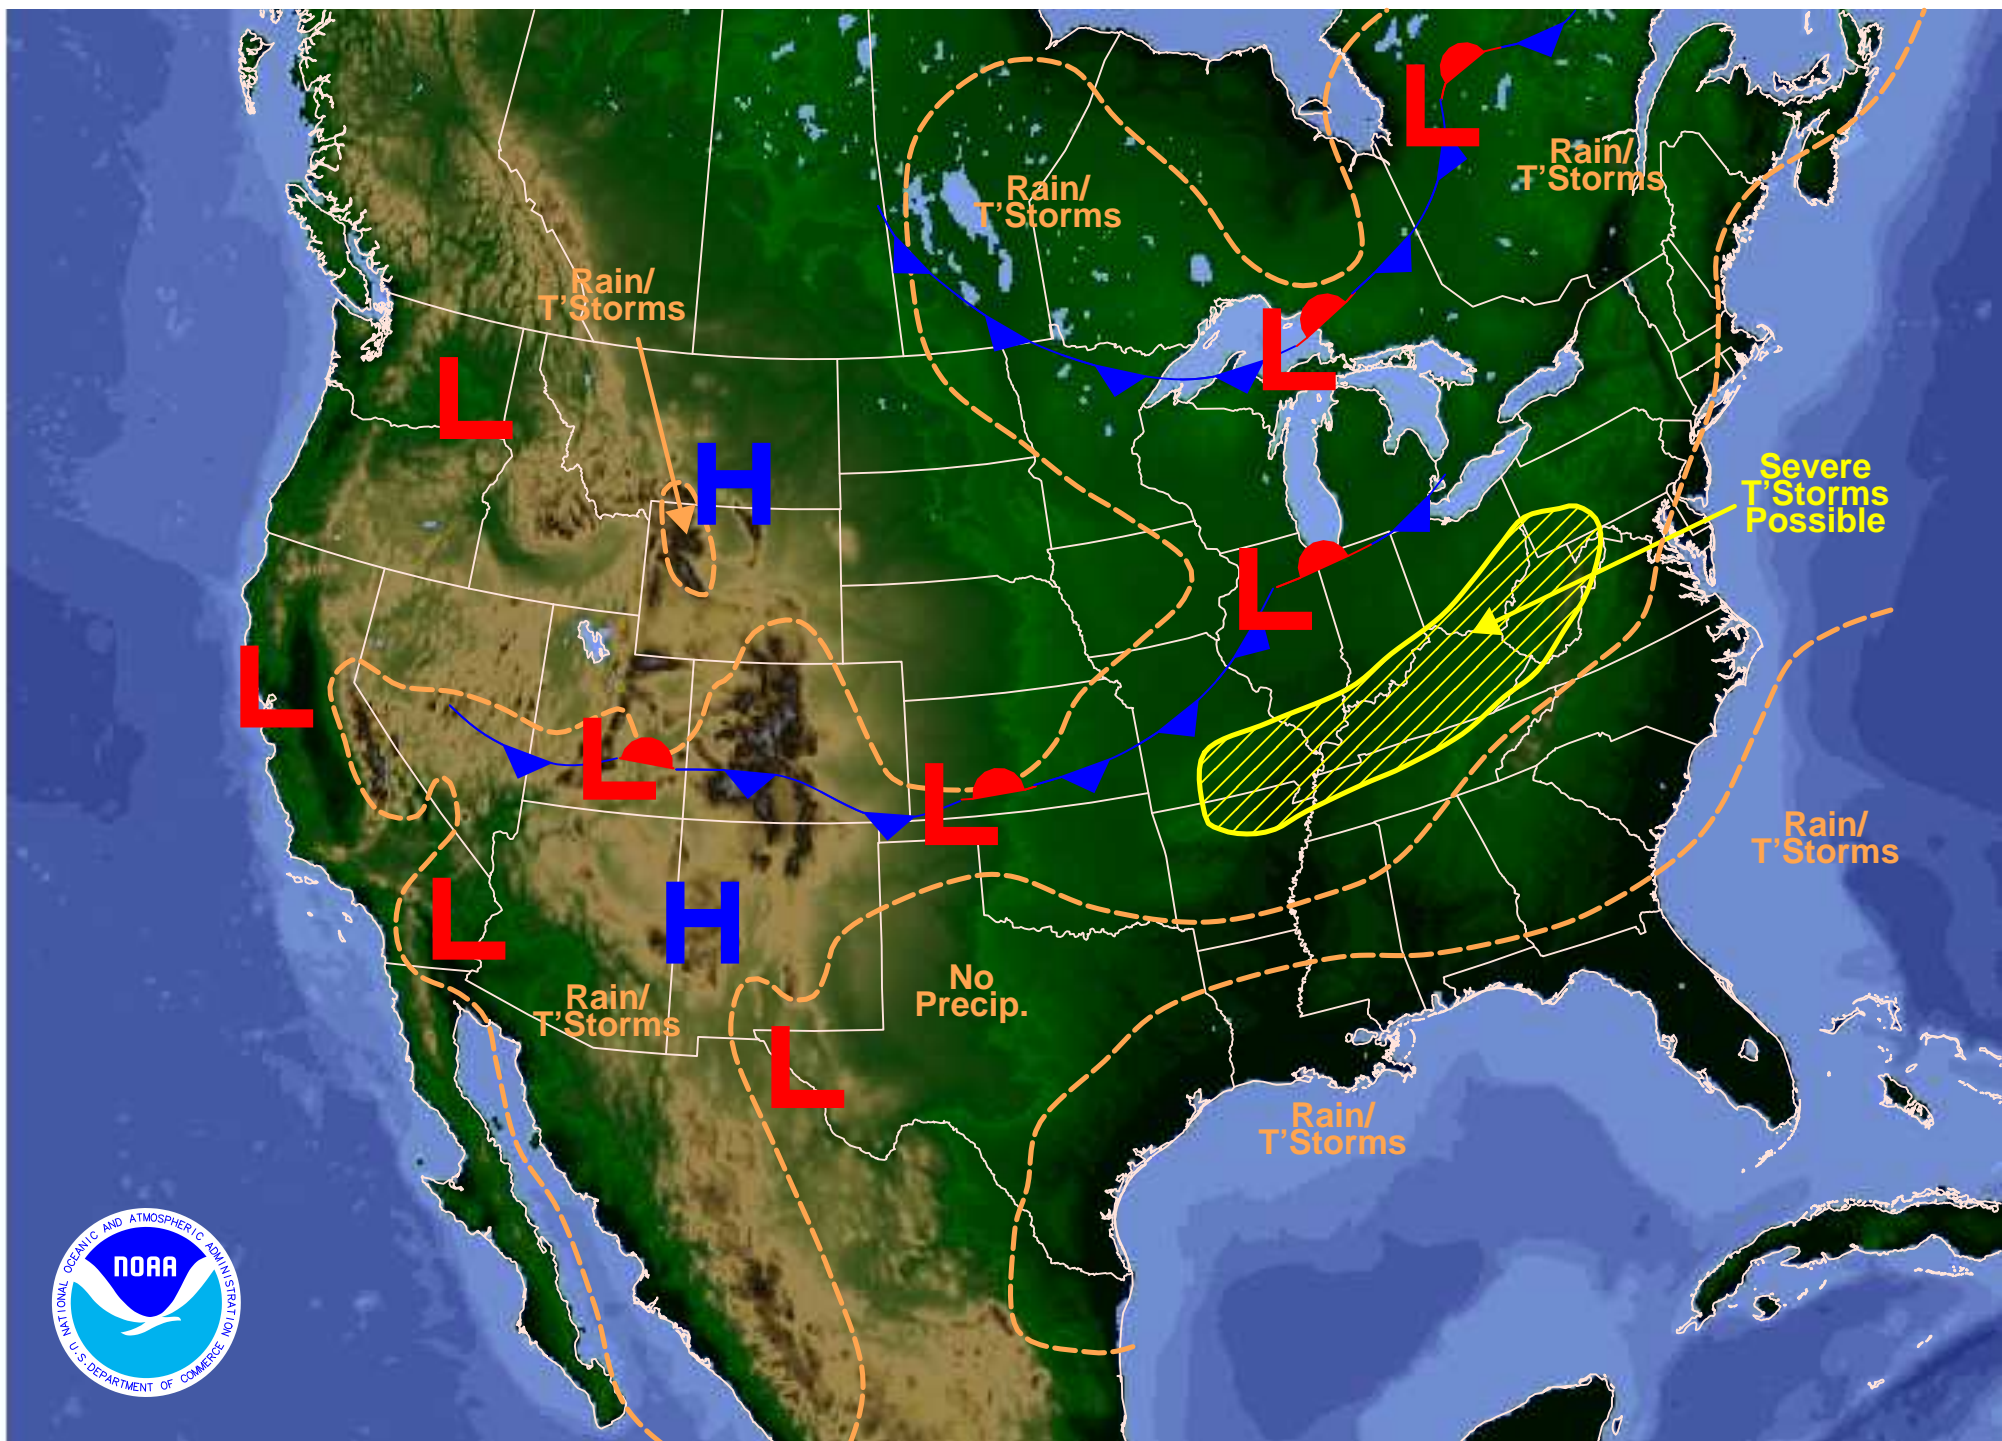 L
Rain/
T'Storms
Rain/
T'Storms
Rain/
T'Storms
L
L
H
Severe
T'Storms
Possible
L
L
L
L
Rain/
T'Storms
L
H
No
Precip.
Rain/
T'Storms
L
Rain/
T'Storms
NATIONAL OCEANIC AND ATMOSPHERIC ADMINISTRATION
NOAA
U.S. DEPARTMENT OF COMMERCE